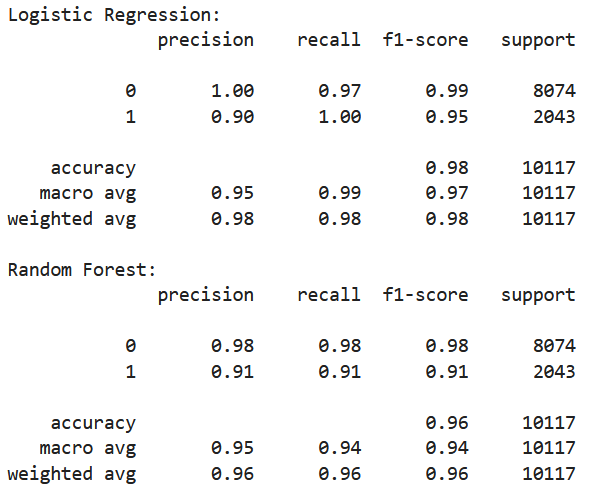 Logistic Regression:
precision recall f1-score support
0 1.00 0.97 0.99 8074
1 0.90 1.00 0.95 2043
accuracy 0.98 10117
macro avg 0.95 0.99 0.97 10117
weighted avg 0.98 0.98 0.98 10117
Random Forest:
precision recall f1-score support
0 0.98 0.98 0.98 8074
1 0.91 0.91 0.91 2043
accuracy 0.96 10117
macro avg 0.95 0.94 0.94 10117
weighted avg 0.96 0.96 0.96 10117